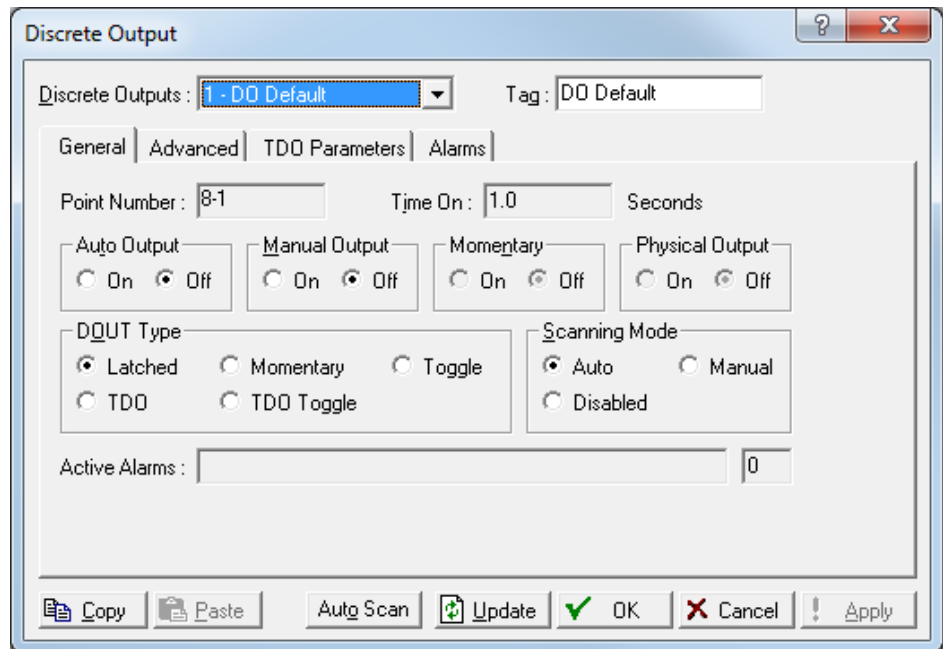 Discrete Output
Discrete Outputs : 1 - DO Default Tag : DO Default
General Advanced TDO Parameters Alarms
Point Number : 8-1 Time On : 1.0 Seconds
Auto Output Manual Output Momentary Physical Output
On Off On Off On Off On Off
DOUT Type Scanning Mode
Latched Momentary Toggle Auto Manual
TDO TDO Toggle Disabled
Active Alarms : 0
Copy Paste Auto Scan Update OK Cancel Apply